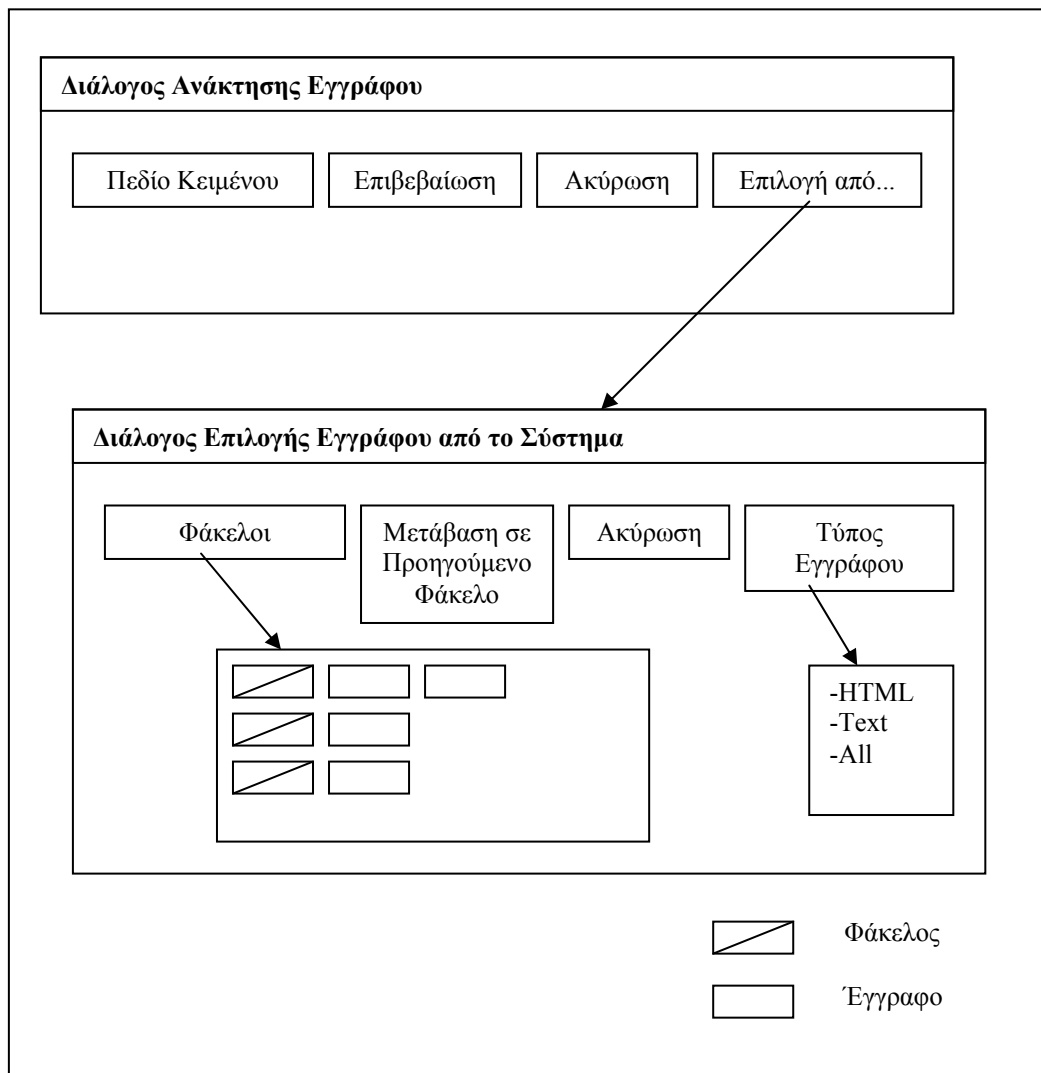 Διάλογος Ανάκτησης Εγγράφου
Πεδίο Κειμένου
Επιβεβαίωση
Ακύρωση
Επιλογή από...
Διάλογος Επιλογής Εγγράφου από το Σύστημα
Φάκελοι
Μετάβαση σε
Προηγούμενο
Φάκελο
Ακύρωση
Τύπος
Εγγράφου
-HTML
-Text
-All
Φάκελος
Έγγραφο